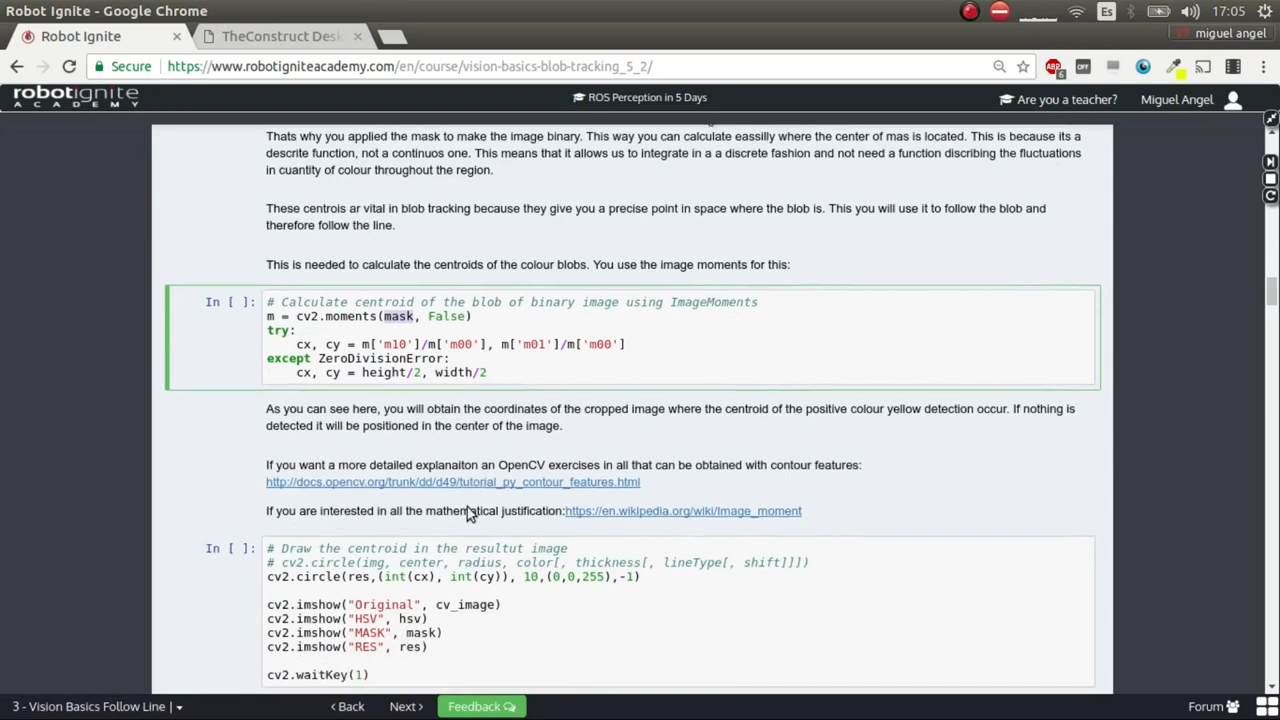 Robot Ignite - Google Chrome
Es
17:05
Robot Ignite
TheConstruct Desk
miguel angel
Secure
https://www.robotigniteacademy.com/en/course/vision-basics-blob-tracking_5_2/
ABP
6
OFF
robotignite
ACADEMY
ROS Perception in 5 Days
Are you a teacher?
Miguel Angel
Thats why you applied the mask to make the image binary. This way you can calculate eassilly where the center of mas is located. This is because its a
descrite function, not a continuos one. This means that it allows us to integrate in a a discrete fashion and not need a function discribing the fluctuations
in cuantity of colour throughout the region.
These centrois ar vital in blob tracking because they give you a precise point in space where the blob is. This you will use it to follow the blob and
therefore follow the line.
This is needed to calculate the centroids of the colour blobs. You use the image moments for this:
In [ ]:
# Calculate centroid of the blob of binary image using ImageMoments
m = cv2.moments(mask, False)
try:
cx, cy = m['m10']/m['m00'], m['m01']/m['m00']
except ZeroDivisionError:
cx, cy = height/2, width/2
As you can see here, you will obtain the coordinates of the cropped image where the centroid of the positive colour yellow detection occur. If nothing is
detected it will be positioned in the center of the image.
If you want a more detailed explanaiton an OpenCV exercises in all that can be obtained with contour features:
http://docs.opencv.org/trunk/dd/d49/tutorial_py_contour_features.html
If you are interested in all the mathematical justification:https://en.wikipedia.org/wiki/Image_moment
In [ ]:
# Draw the centroid in the resultut image
# cv2.circle(img, center, radius, color[, thickness[, lineType[, shift]]])
cv2.circle(res,(int(cx), int(cy)), 10,(0,0,255),-1)
cv2.imshow("Original", cv_image)
cv2.imshow("HSV", hsv)
cv2.imshow("MASK", mask)
cv2.imshow("RES", res)
cv2.waitKey(1)
3 - Vision Basics Follow Line |
Back
Next
Feedback
Forum